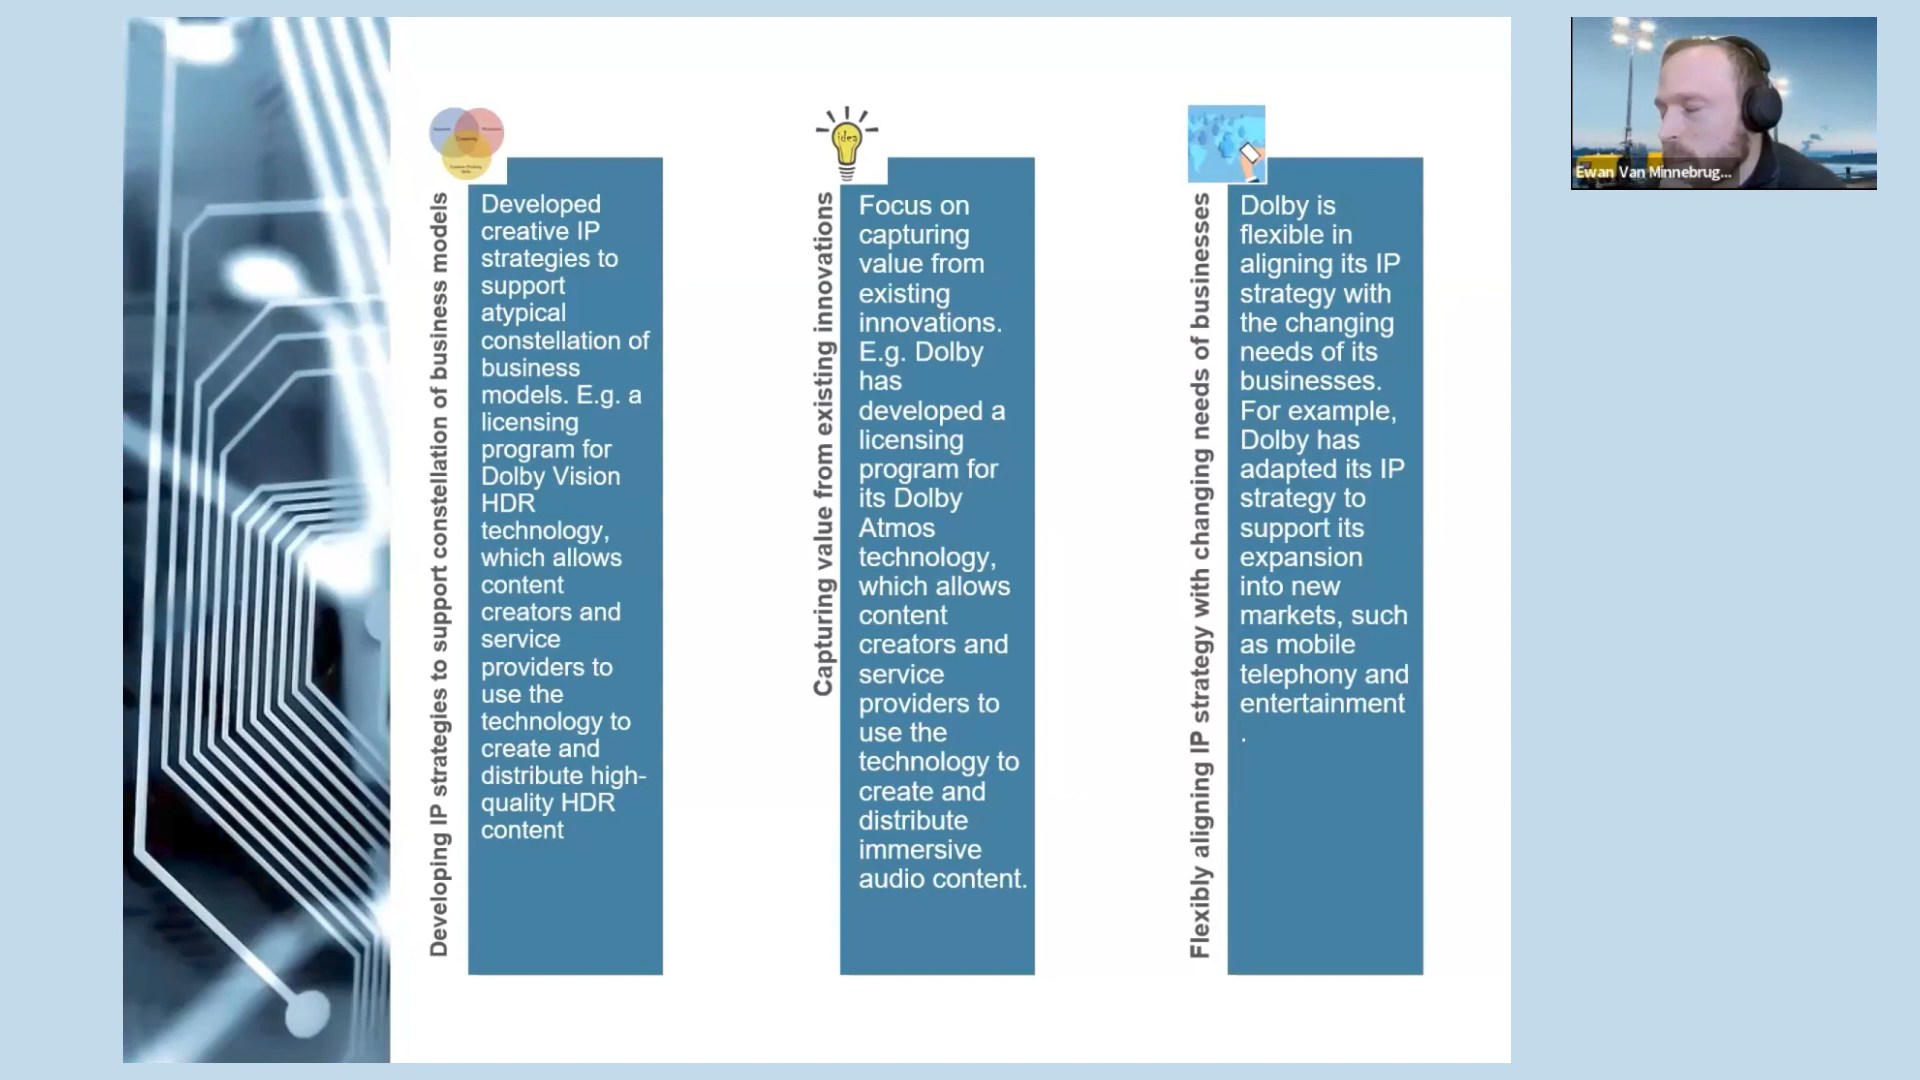 Developing IP strategies to support constellation of business models
Developed
creative IP
strategies to
support
atypical
constellation of
business
models. E.g. a
licensing
program for
Dolby Vision
HDR
technology,
which allows
content
creators and
service
providers to
use the
technology to
create and
distribute high-
quality HDR
content
idea
Capturing value from existing innovations
Focus on
capturing
value from
existing
innovations.
E.g. Dolby
has
developed a
licensing
program for
its Dolby
Atmos
technology,
which allows
content
creators and
service
providers to
use the
technology to
create and
distribute
immersive
audio content.
Flexibly aligning IP strategy with changing needs of businesses
Dolby is
flexible in
aligning its IP
strategy with
the changing
needs of its
businesses.
For example,
Dolby has
adapted its IP
strategy to
support its
expansion
into new
markets, such
as mobile
telephony and
entertainment
.
Ewan Van Minnebrug...